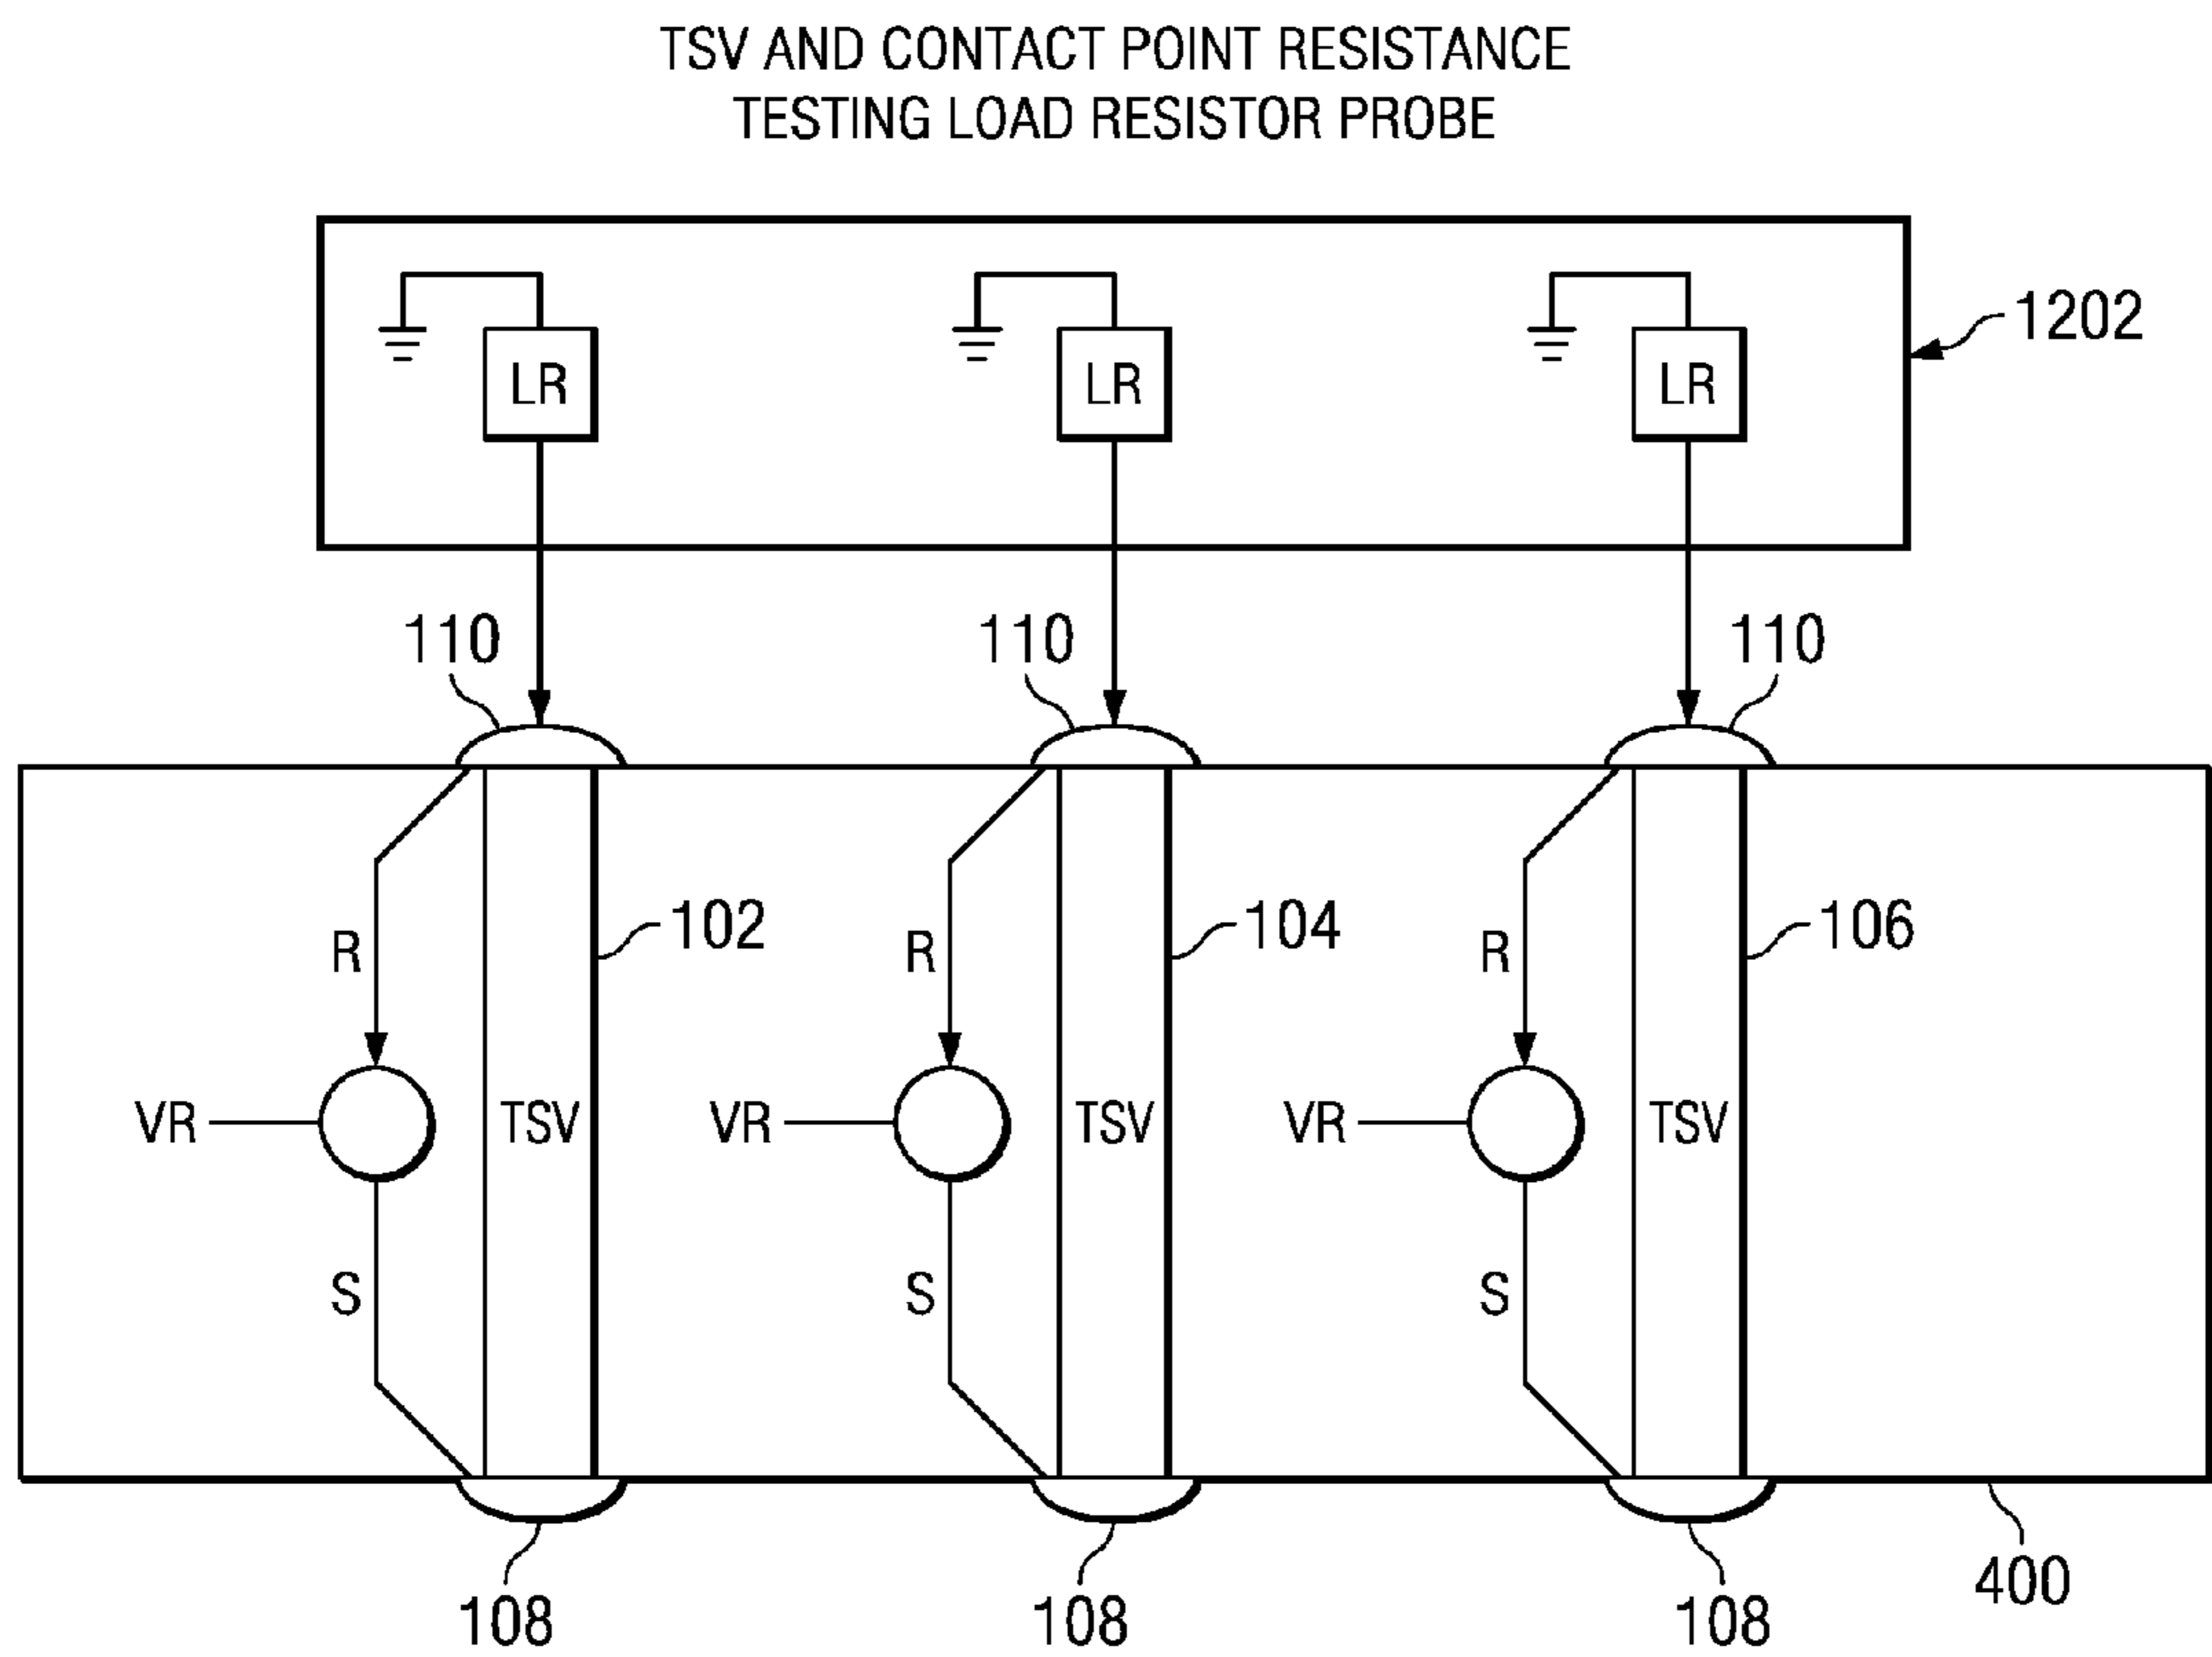 TSV AND CONTACT POINT RESISTANCE
TESTING LOAD RESISTOR PROBE
1202
LR LR LR
110 110 110
102 104 106
R R R
VR TSV VR TSV VR TSV
S S S
400
108 108 108